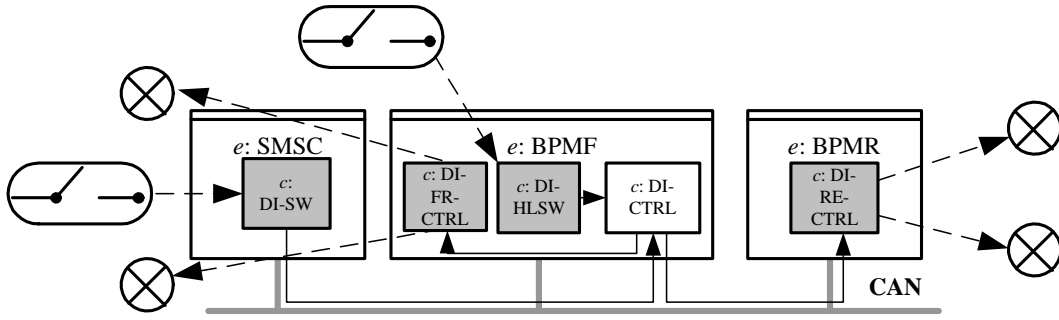 e: SMSC
c:
DI-SW
e: BPMF
c: DI-
FR-
CTRL
c: DI-
HLSW
c: DI-
CTRL
e: BPMR
c: DI-
RE-
CTRL
CAN